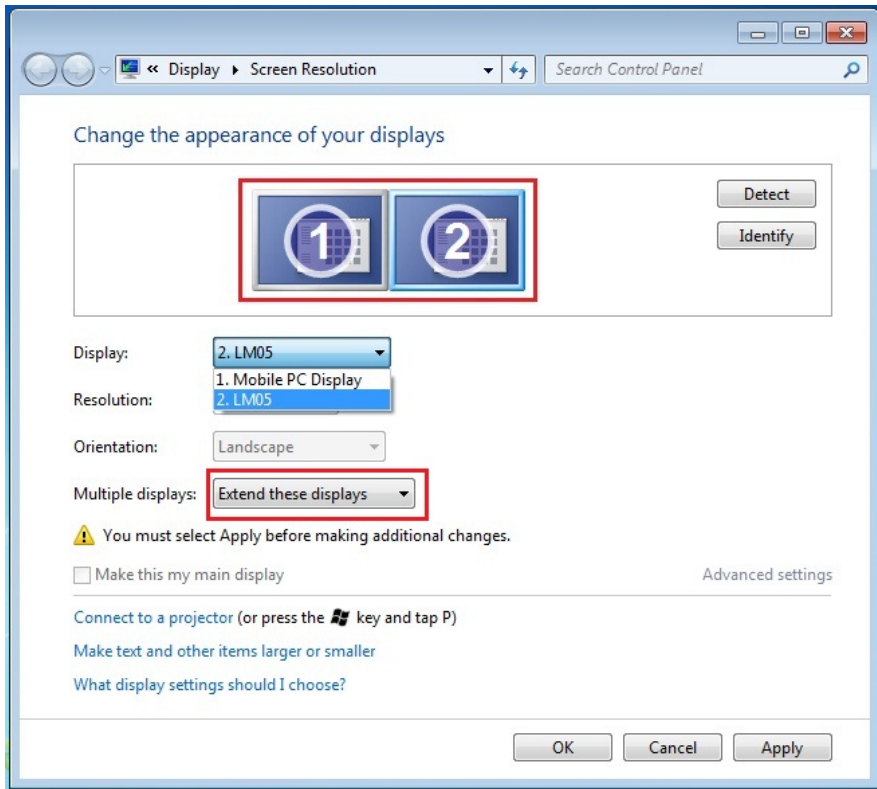 « Display ▸ Screen Resolution
Search Control Panel
Change the appearance of your displays
1 2
Detect
Identify
Display: 2. LM05
1. Mobile PC Display
Resolution: 2. LM05
Orientation: Landscape
Multiple displays: Extend these displays
You must select Apply before making additional changes.
Make this my main display Advanced settings
Connect to a projector (or press the key and tap P)
Make text and other items larger or smaller
What display settings should I choose?
OK Cancel Apply